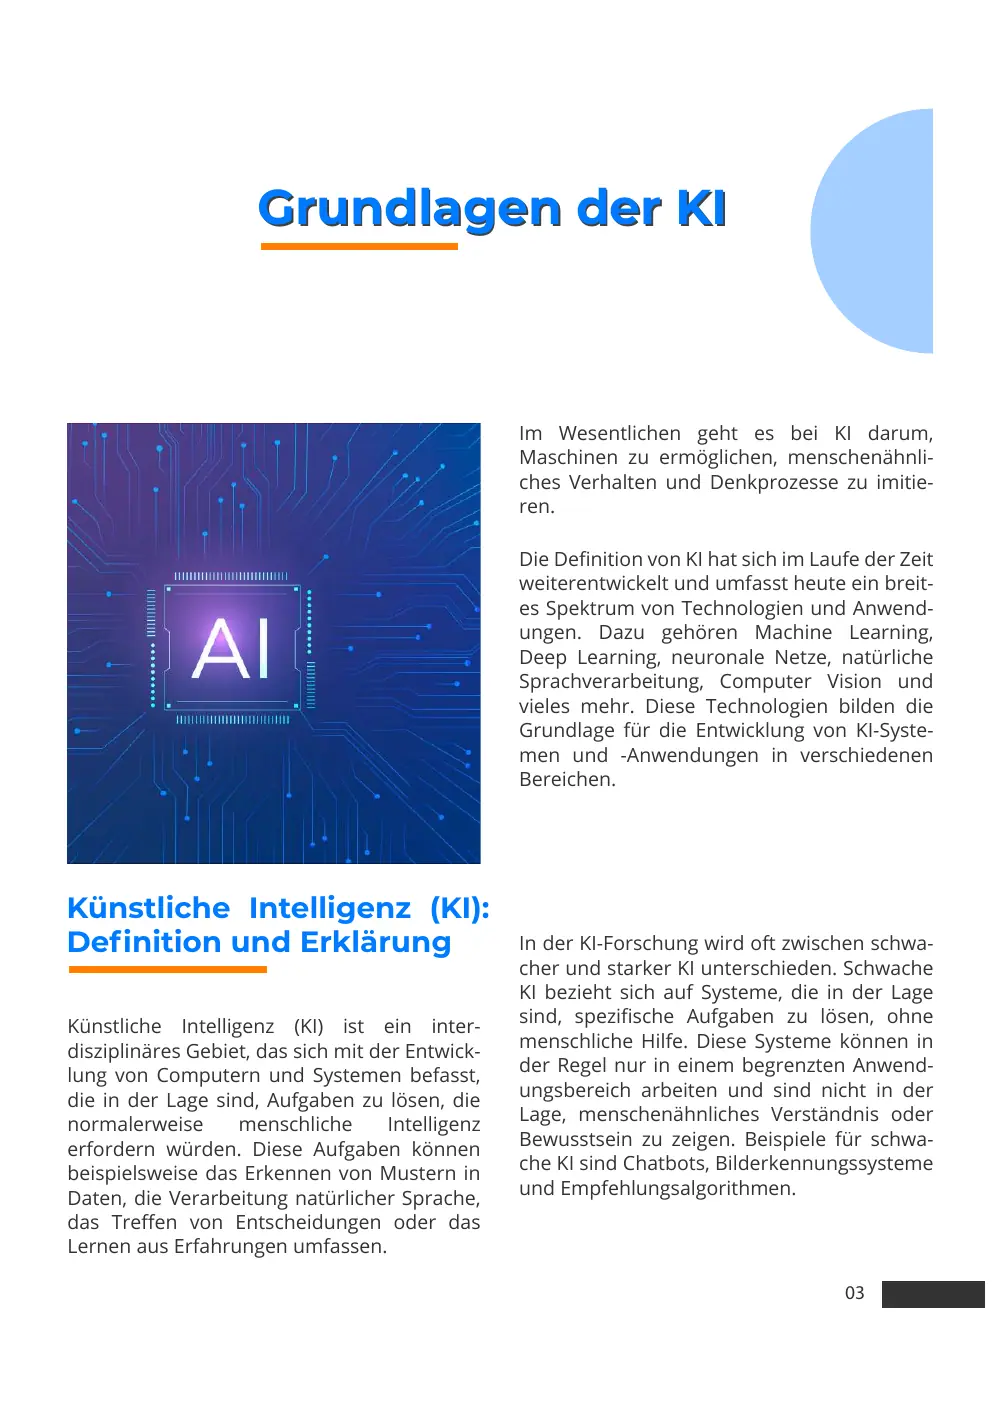 Grundlagen der KI
AI
Künstliche Intelligenz (KI):
Definition und Erklärung
Künstliche Intelligenz (KI) ist ein inter-
disziplinäres Gebiet, das sich mit der Entwick-
lung von Computern und Systemen befasst,
die in der Lage sind, Aufgaben zu lösen, die
normalerweise menschliche Intelligenz
erfordern würden. Diese Aufgaben können
beispielsweise das Erkennen von Mustern in
Daten, die Verarbeitung natürlicher Sprache,
das Treffen von Entscheidungen oder das
Lernen aus Erfahrungen umfassen.
Im Wesentlichen geht es bei KI darum,
Maschinen zu ermöglichen, menschenähnli-
ches Verhalten und Denkprozesse zu imitie-
ren.
Die Definition von KI hat sich im Laufe der Zeit
weiterentwickelt und umfasst heute ein breit-
es Spektrum von Technologien und Anwend-
ungen. Dazu gehören Machine Learning,
Deep Learning, neuronale Netze, natürliche
Sprachverarbeitung, Computer Vision und
vieles mehr. Diese Technologien bilden die
Grundlage für die Entwicklung von KI-Syste-
men und -Anwendungen in verschiedenen
Bereichen.
In der KI-Forschung wird oft zwischen schwa-
cher und starker KI unterschieden. Schwache
KI bezieht sich auf Systeme, die in der Lage
sind, spezifische Aufgaben zu lösen, ohne
menschliche Hilfe. Diese Systeme können in
der Regel nur in einem begrenzten Anwend-
ungsbereich arbeiten und sind nicht in der
Lage, menschenähnliches Verständnis oder
Bewusstsein zu zeigen. Beispiele für schwa-
che KI sind Chatbots, Bilderkennungssysteme
und Empfehlungsalgorithmen.
03